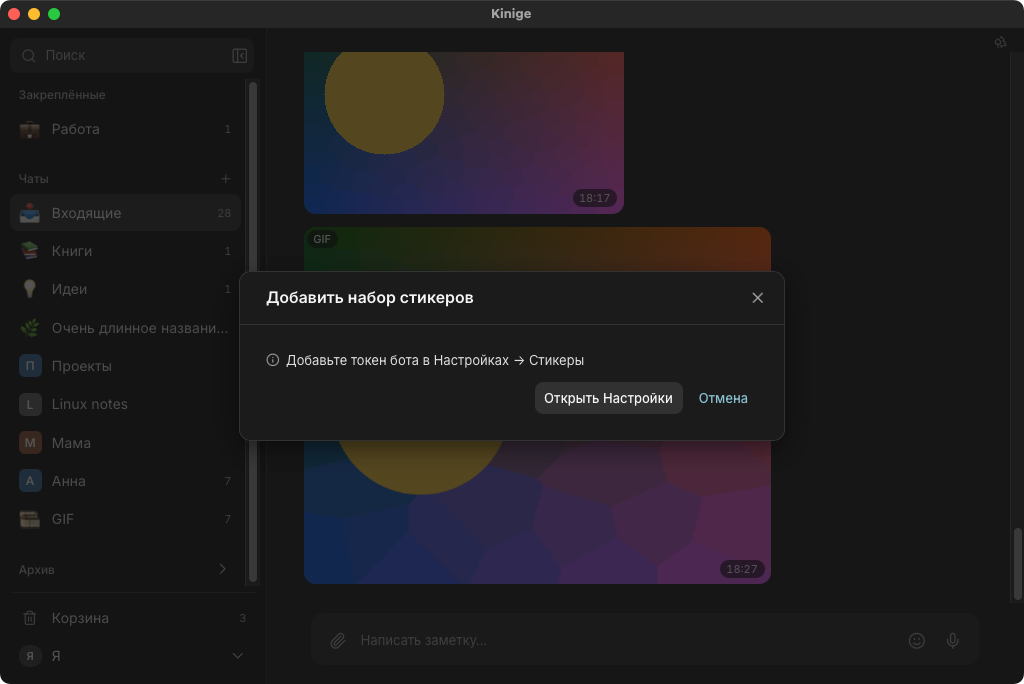 Kinige
Поиск
Закреплённые
Работа 1
Чаты
Входящие 28
Книги 1
Идеи 1
Очень длинное названи...
П Проекты
L Linux notes
М Мама
А Анна 7
GIF 7
Архив
Корзина 3
Я Я
18:17
GIF
Добавить набор стикеров
Добавьте токен бота в Настройках → Стикеры
Открыть Настройки Отмена
18:27
Написать заметку...